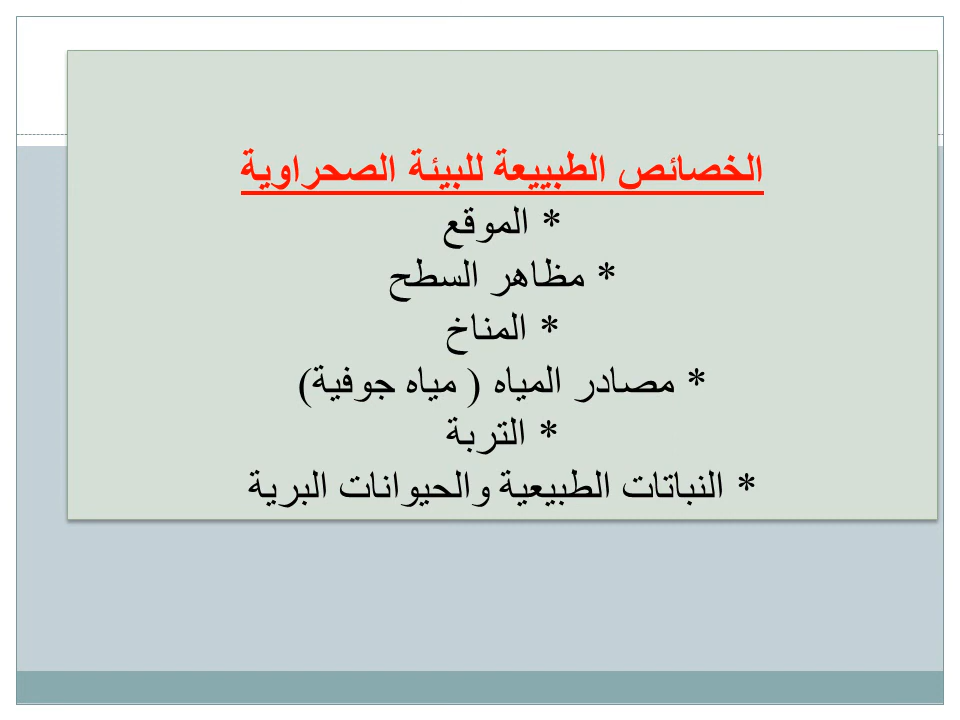 الخصائص الطبييعة للبيئة الصحراوية
* الموقع
* مظاهر السطح
* المناخ
* مصادر المياه ( مياه جوفية)
* التربة
* النباتات الطبيعية والحيوانات البرية